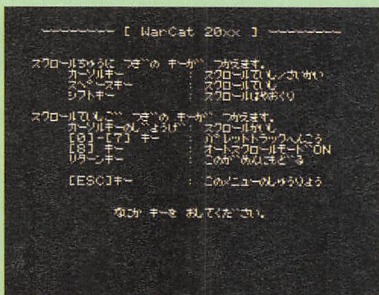 -------- [ WarCat 20xx ] --------
スクロールちゅうに つぎの キーが つかえます。
カーソルキー : スクロールていし/さいかい
スペースキー : スクロールていし
シフトキー : スクロールはやおくり
スクロールていしご つぎの キーが つかえます。
カーソルキーのじょうげ : スクロールかいし
[0]-[7] キー : パレットトラックへんこう
[8] キー : オートスクロールモードON
リターンキー : このがめんにもどる
[ESC]キー : このメニューのしゅうりょう
なにか キーを おしてください。